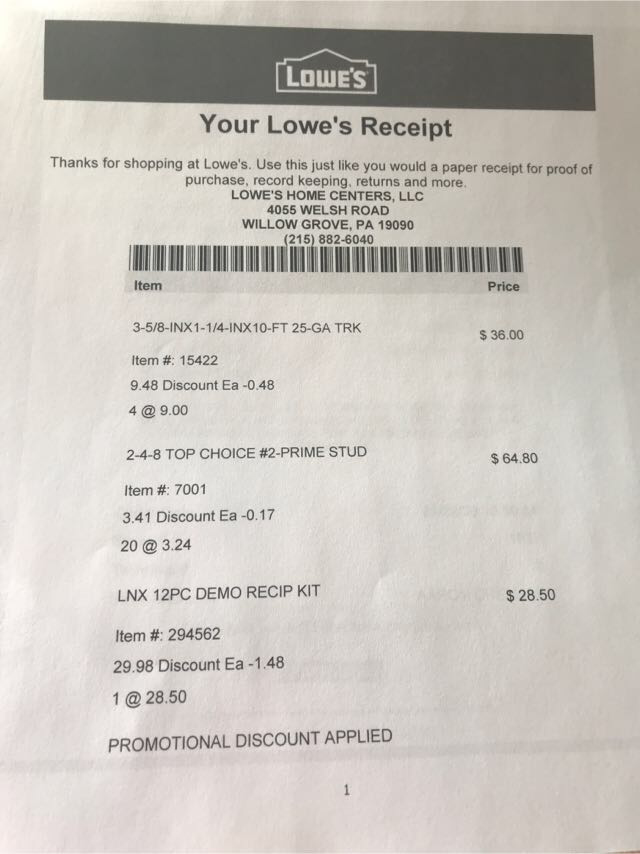 LOWE'S
Your Lowe's Receipt
Thanks for shopping at Lowe's. Use this just like you would a paper receipt for proof of
purchase, record keeping, returns and more.
LOWE'S HOME CENTERS, LLC
4055 WELSH ROAD
WILLOW GROVE, PA 19090
(215) 882-6040
Item Price
3-5/8-INX1-1/4-INX10-FT 25-GA TRK $ 36.00
Item #: 15422
9.48 Discount Ea -0.48
4 @ 9.00
2-4-8 TOP CHOICE #2-PRIME STUD $ 64.80
Item #: 7001
3.41 Discount Ea -0.17
20 @ 3.24
LNX 12PC DEMO RECIP KIT $ 28.50
Item #: 294562
29.98 Discount Ea -1.48
1 @ 28.50
PROMOTIONAL DISCOUNT APPLIED
1